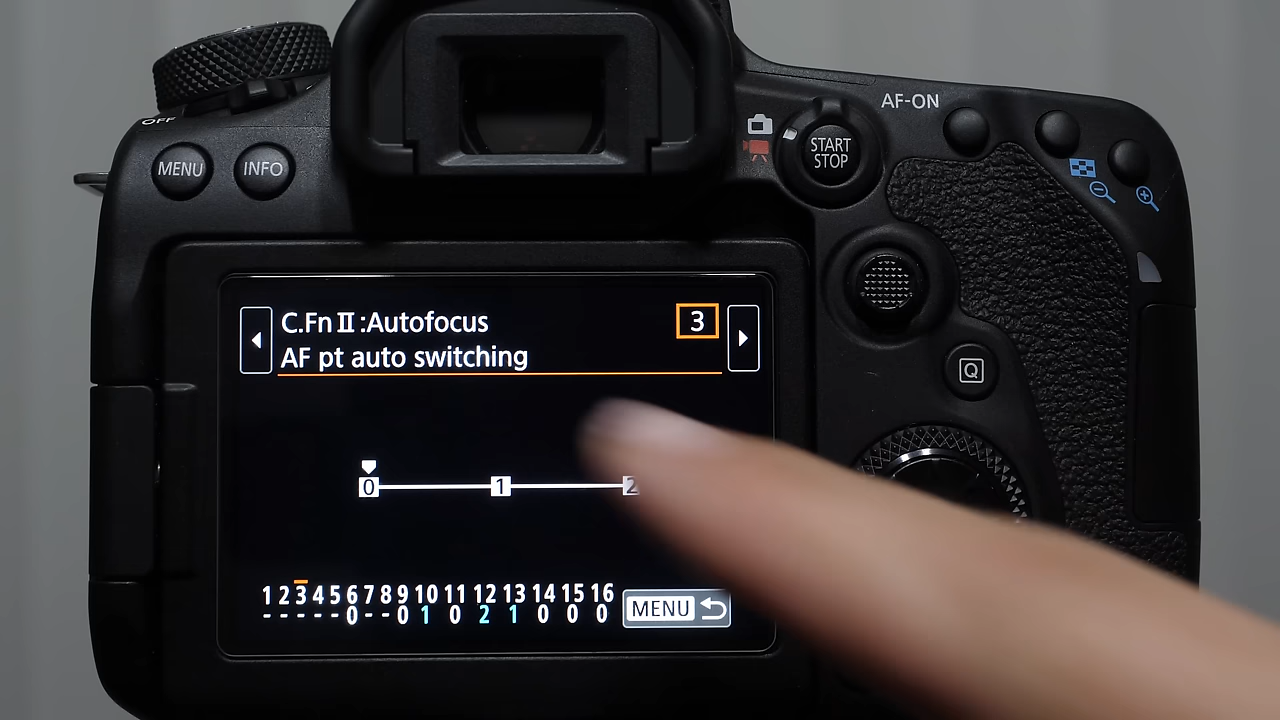 AF-ON
OFF
START
STOP
MENU INFO
C.Fn II :Autofocus 3
AF pt auto switching
Q
0 1 2
1 2 3 4 5 6 7 8 9 10 11 12 13 14 15 16
- - - - - 0 - - 0 1 0 2 1 0 0 0
MENU